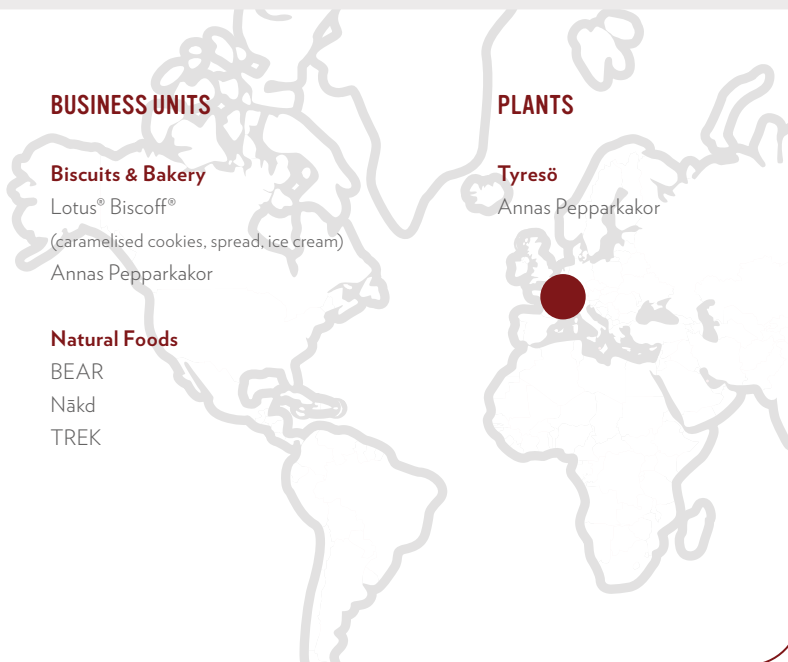 BUSINESS UNITS
Biscuits & Bakery
Lotus® Biscoff®
(caramelised cookies, spread, ice cream)
Annas Pepparkakor
Natural Foods
BEAR
Nākd
TREK
PLANTS
Tyresö
Annas Pepparkakor